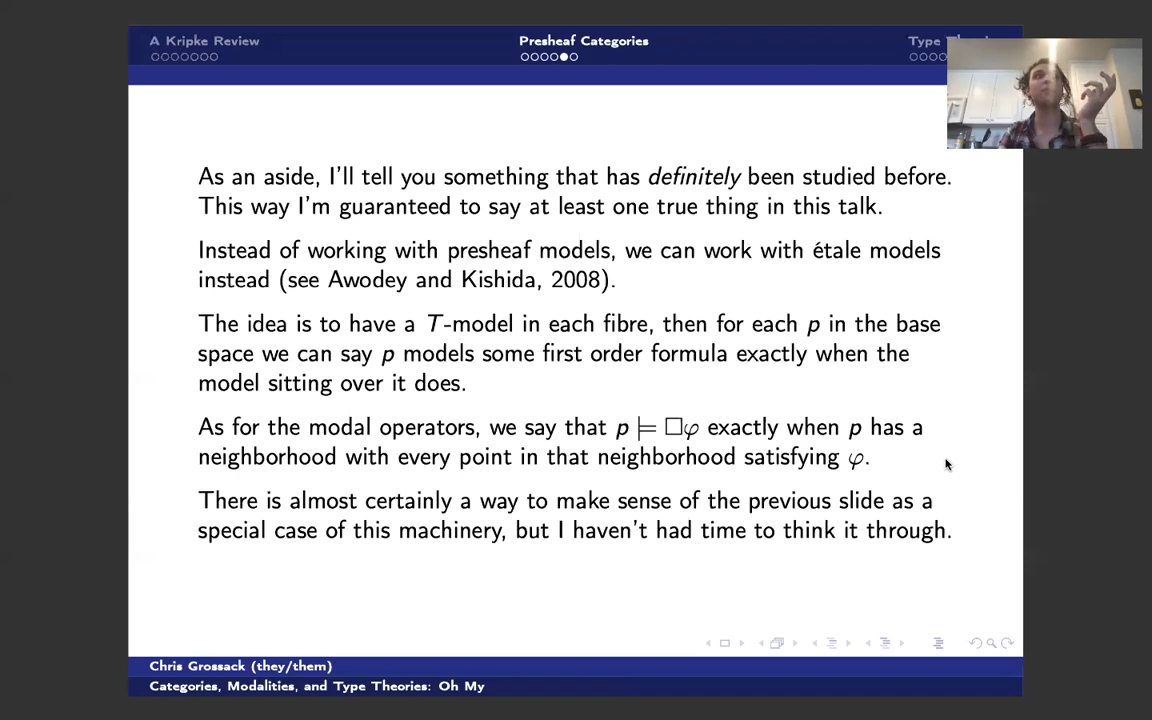 A Kripke Review
Presheaf Categories
Type
As an aside, I'll tell you something that has definitely been studied before.
This way I'm guaranteed to say at least one true thing in this talk.
Instead of working with presheaf models, we can work with étale models
instead (see Awodey and Kishida, 2008).
The idea is to have a T-model in each fibre, then for each p in the base
space we can say p models some first order formula exactly when the
model sitting over it does.
As for the modal operators, we say that p ⊨ □φ exactly when p has a
neighborhood with every point in that neighborhood satisfying φ.
There is almost certainly a way to make sense of the previous slide as a
special case of this machinery, but I haven't had time to think it through.
Chris Grossack (they/them)
Categories, Modalities, and Type Theories: Oh My